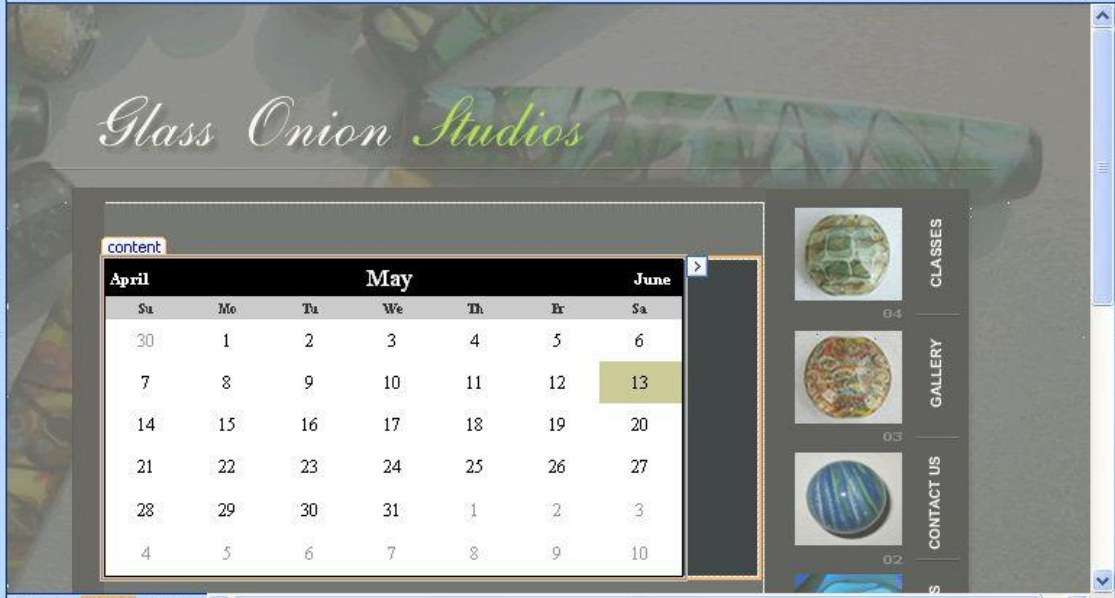 Glass Onion Studios
content
April May June
Su Mo Tu We Th Fr Sa
30 1 2 3 4 5 6
7 8 9 10 11 12 13
14 15 16 17 18 19 20
21 22 23 24 25 26 27
28 29 30 31 1 2 3
4 5 6 7 8 9 10
CLASSES
04
GALLERY
03
CONTACT US
02